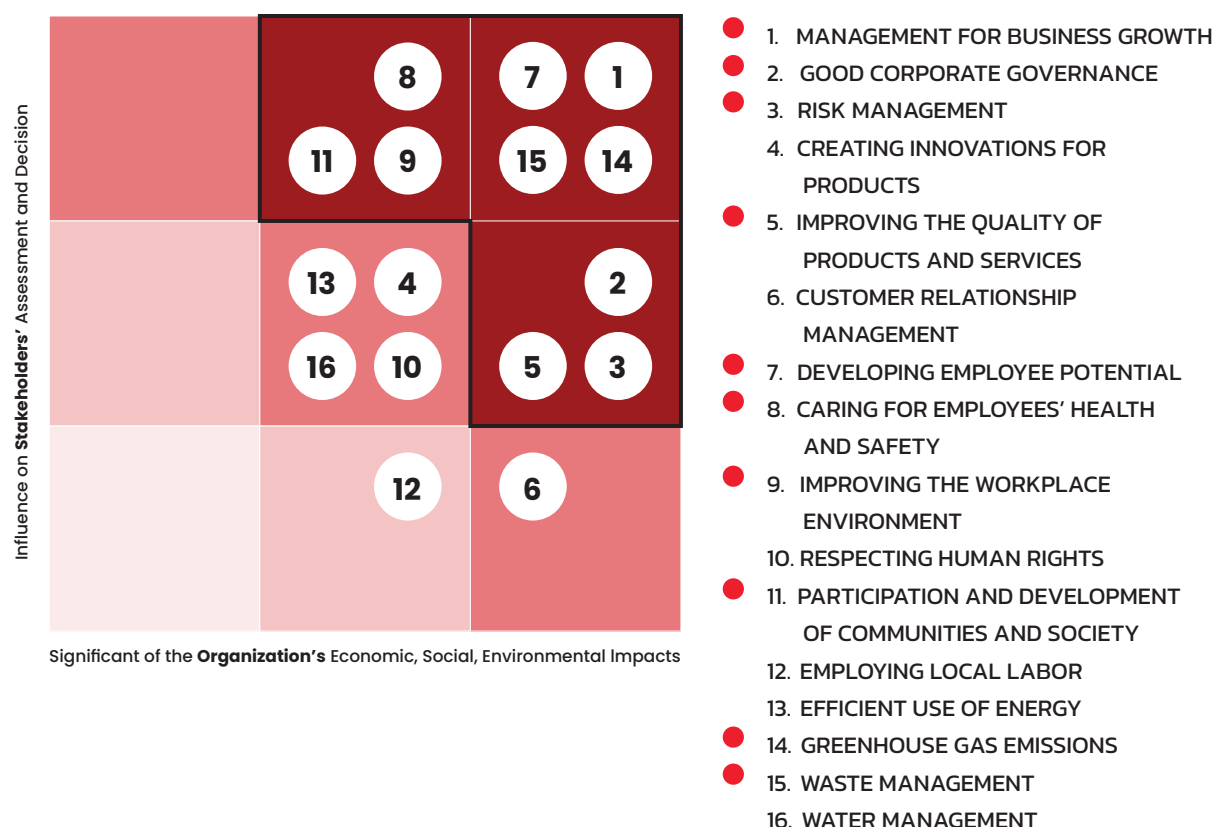 Influence on Stakeholders' Assessment and Decision
8
7
1
11
9
15
14
13
4
2
16
10
5
3
12
6
Significant of the Organization's Economic, Social, Environmental Impacts
1. MANAGEMENT FOR BUSINESS GROWTH
2. GOOD CORPORATE GOVERNANCE
3. RISK MANAGEMENT
4. CREATING INNOVATIONS FOR
PRODUCTS
5. IMPROVING THE QUALITY OF
PRODUCTS AND SERVICES
6. CUSTOMER RELATIONSHIP
MANAGEMENT
7. DEVELOPING EMPLOYEE POTENTIAL
8. CARING FOR EMPLOYEES' HEALTH
AND SAFETY
9. IMPROVING THE WORKPLACE
ENVIRONMENT
10. RESPECTING HUMAN RIGHTS
11. PARTICIPATION AND DEVELOPMENT
OF COMMUNITIES AND SOCIETY
12. EMPLOYING LOCAL LABOR
13. EFFICIENT USE OF ENERGY
14. GREENHOUSE GAS EMISSIONS
15. WASTE MANAGEMENT
16. WATER MANAGEMENT